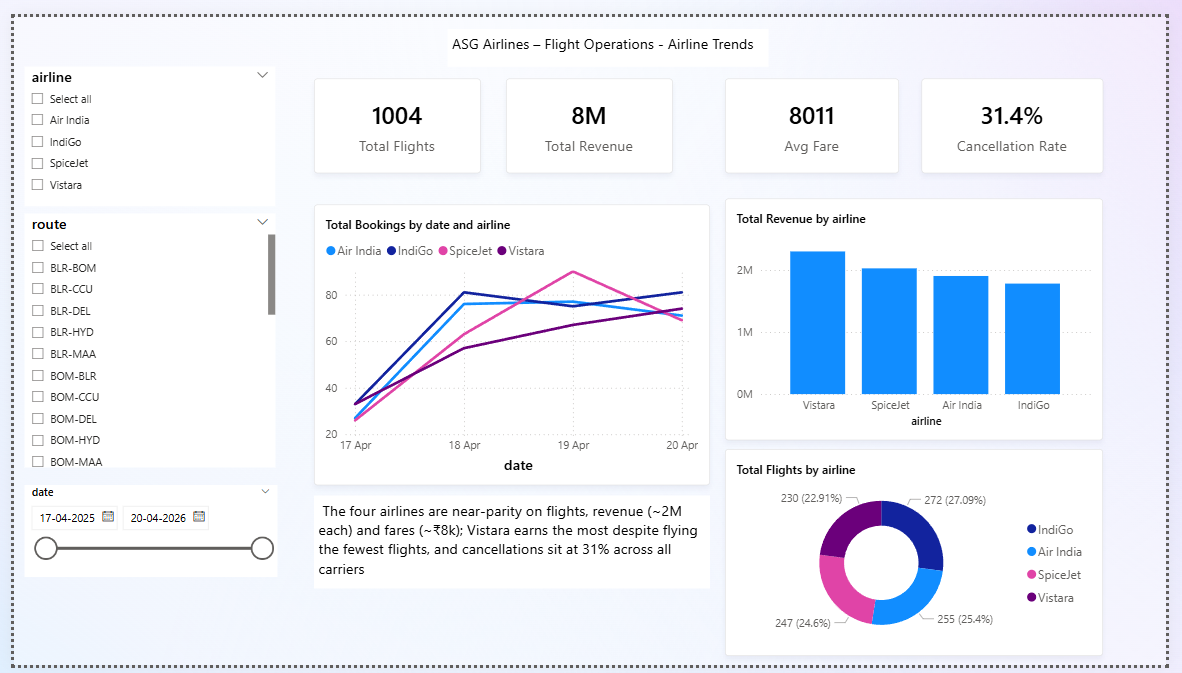 ASG Airlines – Flight Operations - Airline Trends
airline
Select all
Air India
IndiGo
SpiceJet
Vistara
route
Select all
BLR-BOM
BLR-CCU
BLR-DEL
BLR-HYD
BLR-MAA
BOM-BLR
BOM-CCU
BOM-DEL
BOM-HYD
BOM-MAA
date
17-04-2025
20-04-2026
1004
Total Flights
8M
Total Revenue
8011
Avg Fare
31.4%
Cancellation Rate
Total Bookings by date and airline
Air India IndiGo SpiceJet Vistara
80
60
40
20
17 Apr 18 Apr 19 Apr 20 Apr
date
The four airlines are near-parity on flights, revenue (~2M
each) and fares (~₹8k); Vistara earns the most despite flying
the fewest flights, and cancellations sit at 31% across all
carriers
Total Revenue by airline
2M
1M
0M
Vistara SpiceJet Air India IndiGo
airline
Total Flights by airline
230 (22.91%)
272 (27.09%)
247 (24.6%)
255 (25.4%)
IndiGo
Air India
SpiceJet
Vistara